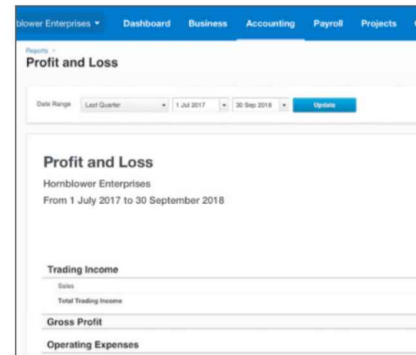 blower Enterprises Dashboard Business Accounting Payroll Projects
Reports
Profit and Loss
Date Range Last Quarter 1 Jul 2017 30 Sep 2018 Update
Profit and Loss
Hornblower Enterprises
From 1 July 2017 to 30 September 2018
Trading Income
Sales
Total Trading Income
Gross Profit
Operating Expenses